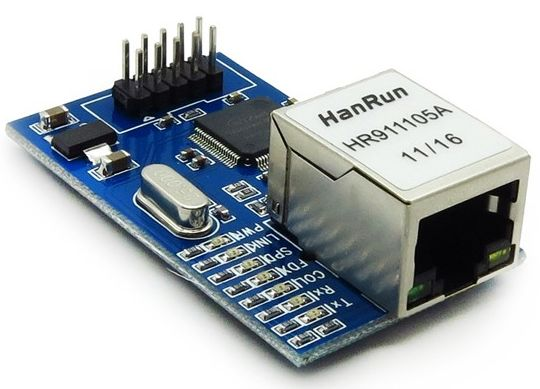 HanRun
HR911105A
11/16
PWR
LINK
SPD
FDX
COL
Rx
Tx